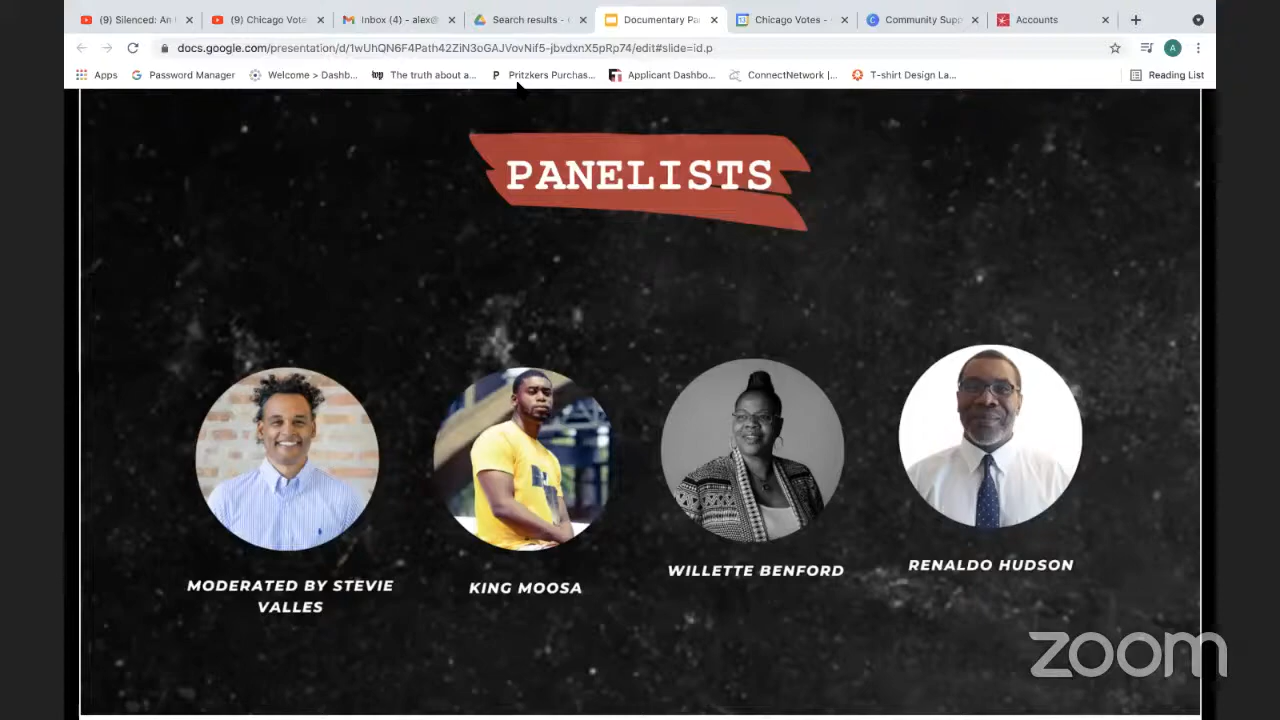 (9) Silenced: An
(9) Chicago Vote
Inbox (4) - alex@
Search results -
Documentary Pa
Chicago Votes -
Community Supp
Accounts
docs.google.com/presentation/d/1wUhQN6F4Path42ZiN3oGAJVovNif5-jbvdxnX5pRp74/edit#slide=id.p
A
Apps
Password Manager
Welcome > Dashb...
The truth about a...
Pritzkers Purchas...
Applicant Dashbo...
ConnectNetwork |...
T-shirt Design La...
Reading List
PANELISTS
MODERATED BY STEVIE
VALLES
KING MOOSA
WILLETTE BENFORD
RENALDO HUDSON
zoom